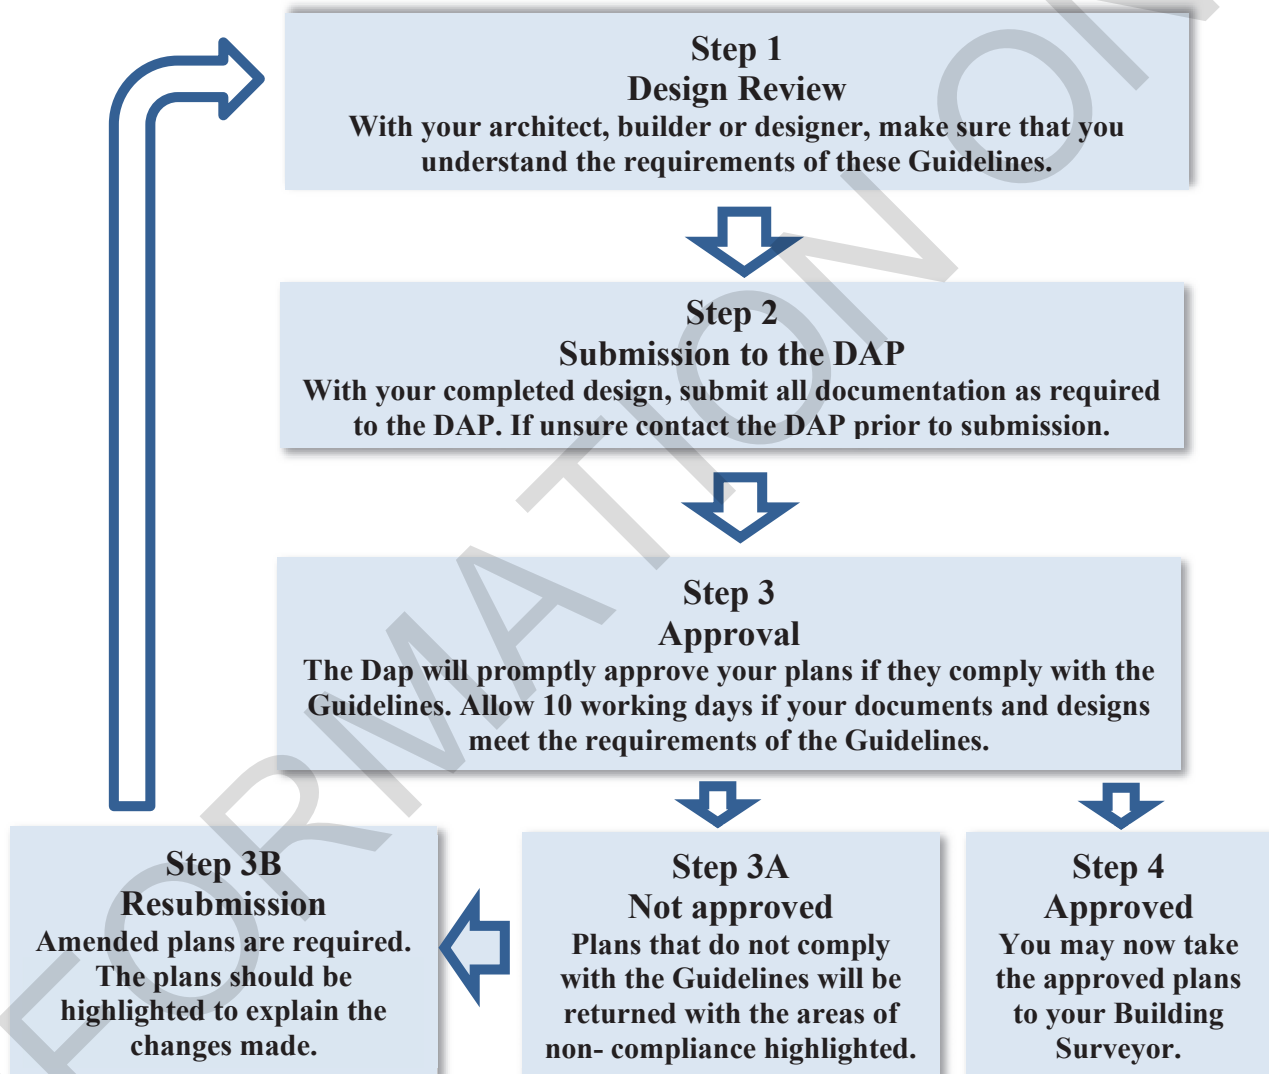 Step 1
Design Review
With your architect, builder or designer, make sure that you
understand the requirements of these Guidelines.
Step 2
Submission to the DAP
With your completed design, submit all documentation as required
to the DAP. If unsure contact the DAP prior to submission.
Step 3
Approval
The Dap will promptly approve your plans if they comply with the
Guidelines. Allow 10 working days if your documents and designs
meet the requirements of the Guidelines.
Step 3B
Resubmission
Amended plans are required.
The plans should be
highlighted to explain the
changes made.
Step 3A
Not approved
Plans that do not comply
with the Guidelines will be
returned with the areas of
non- compliance highlighted.
Step 4
Approved
You may now take
the approved plans
to your Building
Surveyor.
FORMATION ON